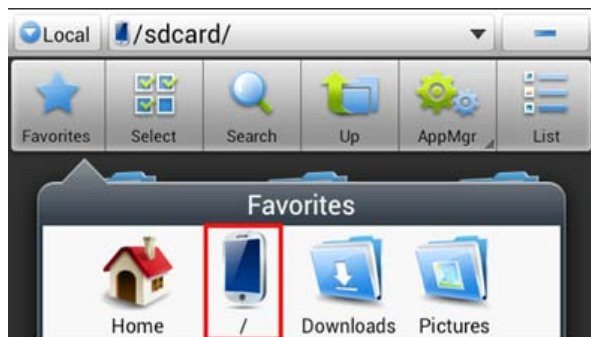 Local /sdcard/
Favorites Select Search Up AppMgr List
Favorites
Home / Downloads Pictures